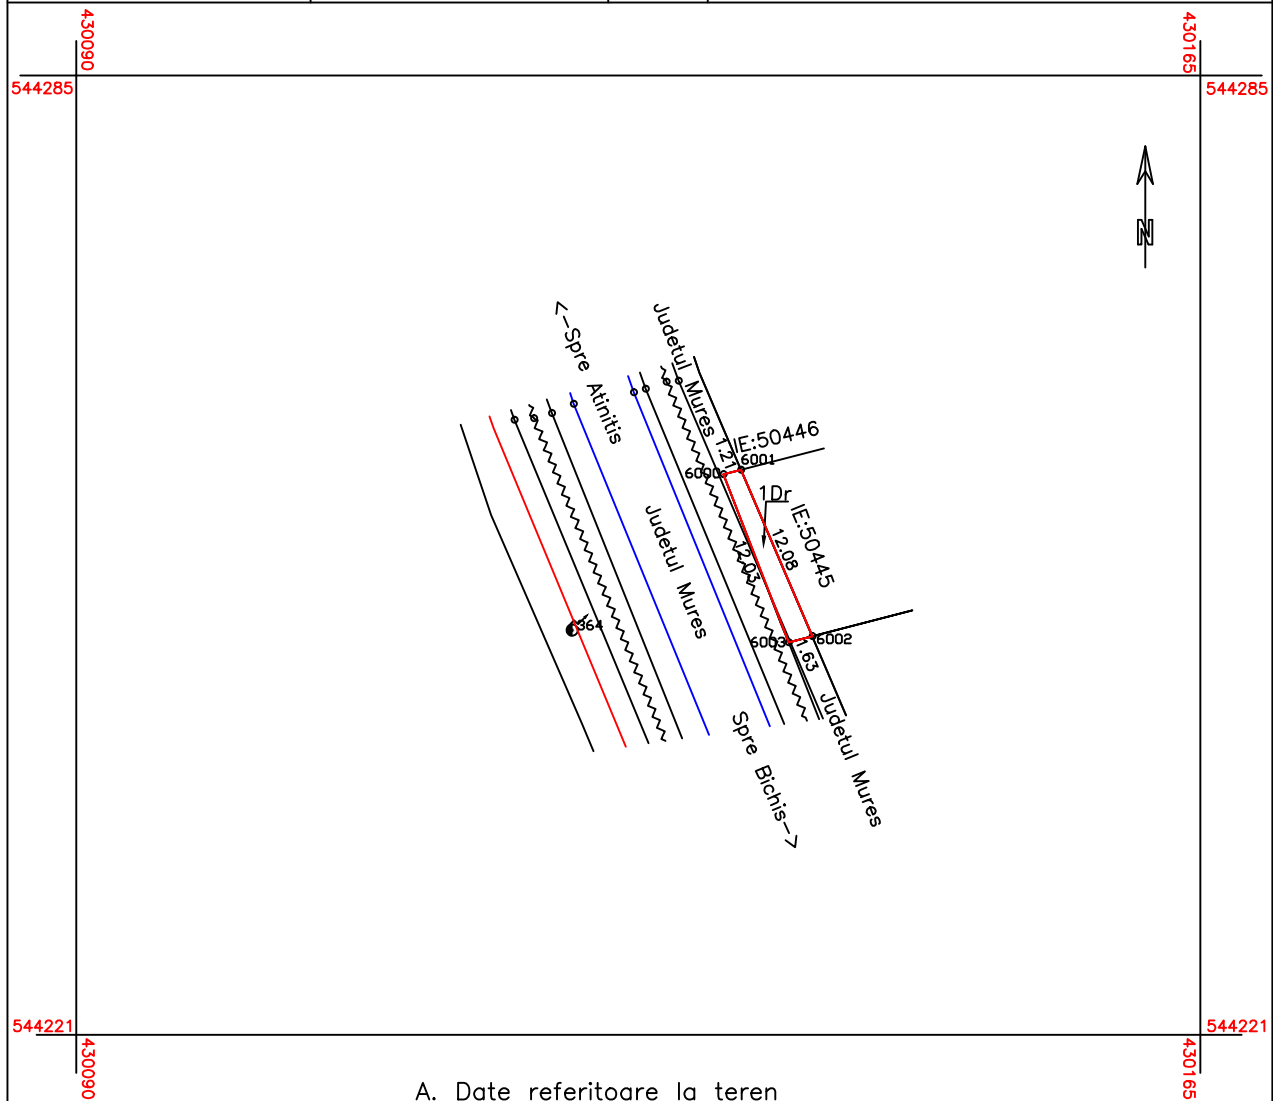 430090
430165
544285
544285
N
<--Spre Atinitis
Judetul Mures
IE:50446
1.21
6000
6001
1Dr
IE:50445
12.08
12.03
Judetul Mures
364
6003
6002
1.63
Judetul Mures
Spre Bichis-->
544221
544221
430090
430165
A. Date referitoare la teren